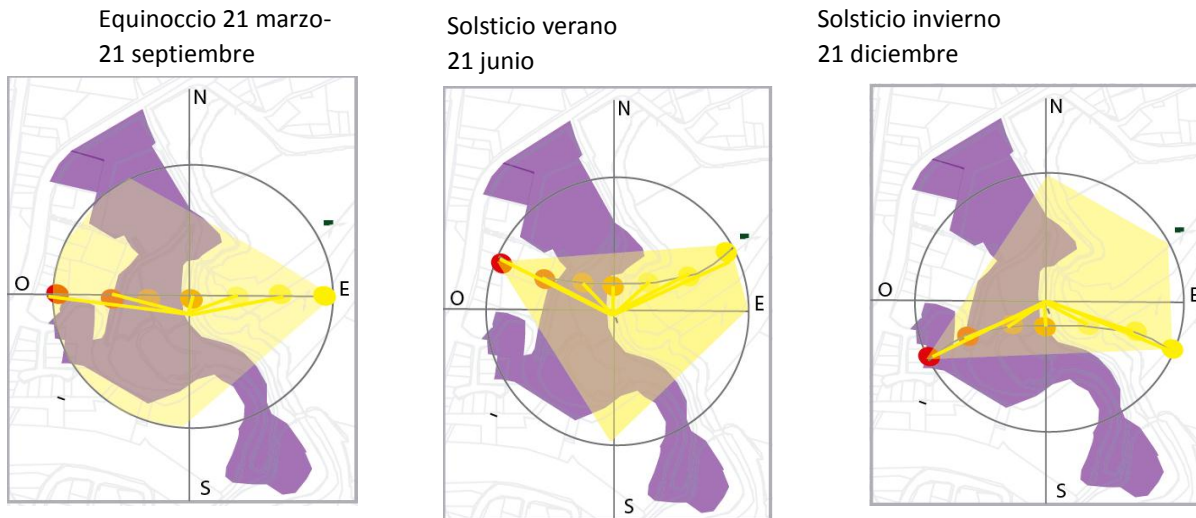 Equinoccio 21 marzo-
21 septiembre
Solsticio verano
21 junio
Solsticio invierno
21 diciembre
N
O
E
S
N
O
E
S
N
O
E
S